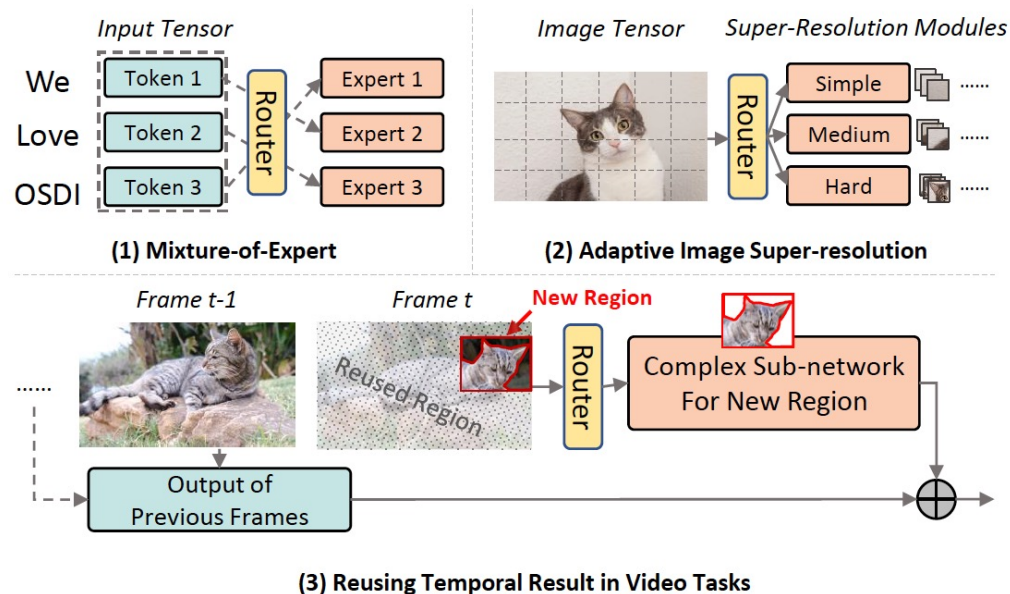 Input Tensor
We
Love
OSDI
Token 1
Token 2
Token 3
Router
Expert 1
Expert 2
Expert 3
(1) Mixture-of-Expert
Image Tensor
Super-Resolution Modules
Router
Simple
Medium
Hard
......
......
......
(2) Adaptive Image Super-resolution
Frame t-1
Frame t
New Region
Reused Region
......
Router
Complex Sub-network
For New Region
Output of
Previous Frames
(3) Reusing Temporal Result in Video Tasks